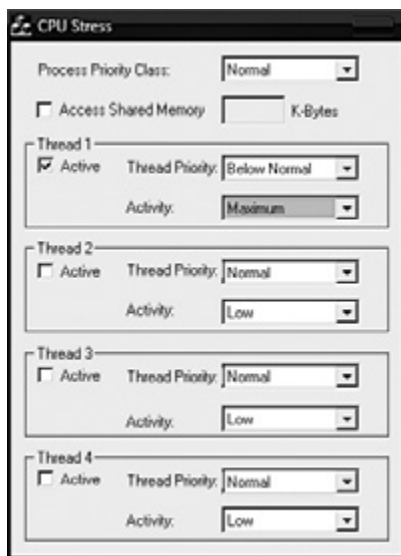 CPU Stress
Process Priority Class: Normal
Access Shared Memory K-Bytes
Thread 1
Active Thread Priority: Below Normal
Activity: Maximum
Thread 2
Active Thread Priority: Normal
Activity: Low
Thread 3
Active Thread Priority: Normal
Activity: Low
Thread 4
Active Thread Priority: Normal
Activity: Low